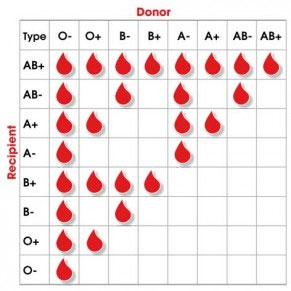 Donor
Type O- O+ B- B+ A- A+ AB- AB+
Recipient
AB+
AB-
A+
A-
B+
B-
O+
O-